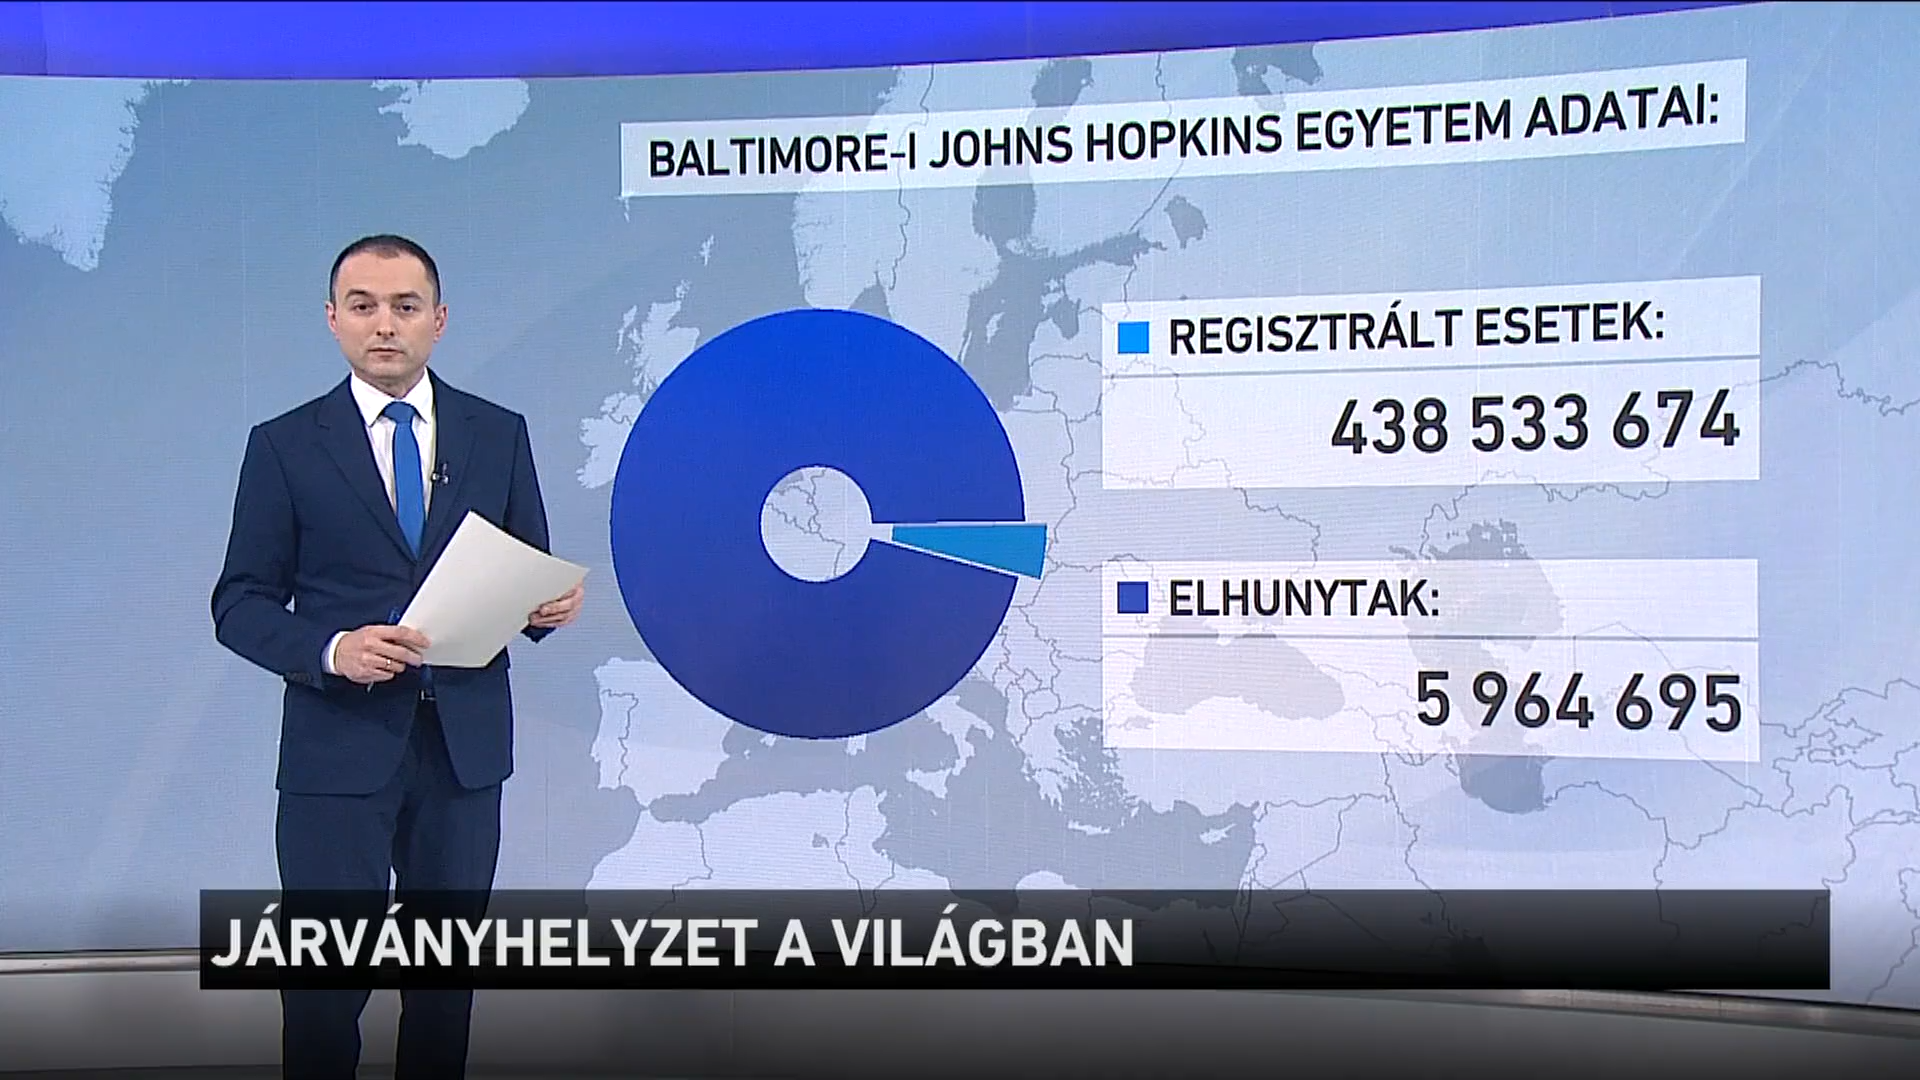 BALTIMORE-I JOHNS HOPKINS EGYETEM ADATAI:
REGISZTRÁLT ESETEK:
438 533 674
ELHUNYTAK:
5 964 695
JÁRVÁNYHELYZET A VILÁGBAN